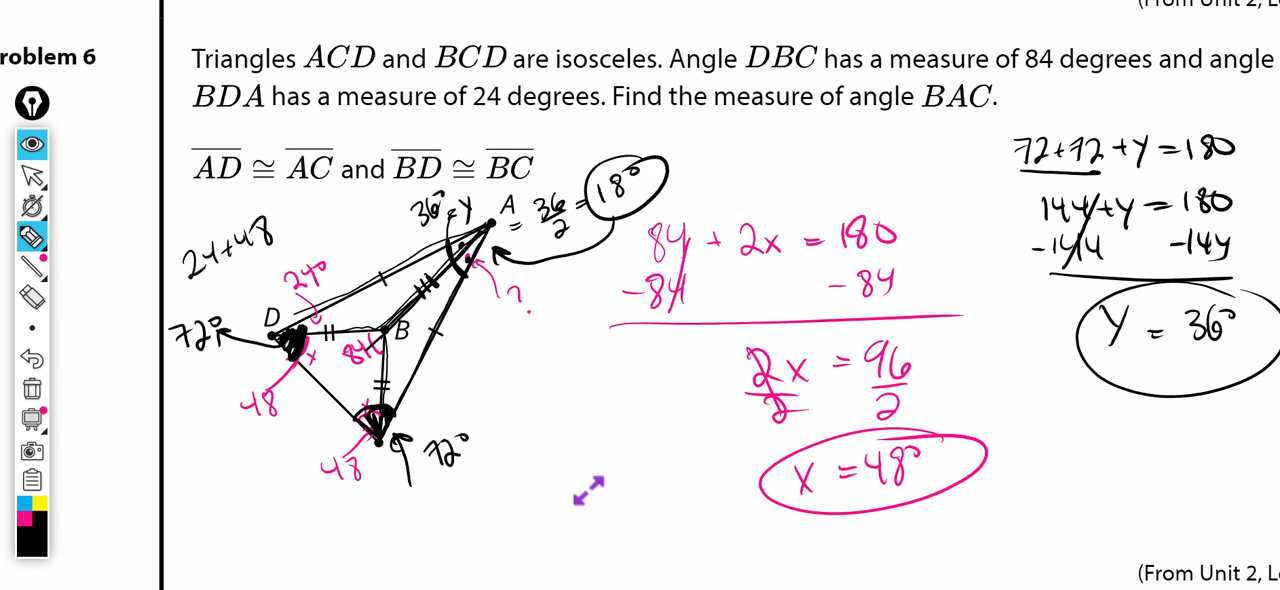 (From Unit 2, L
roblem 6
Triangles ACD and BCD are isosceles. Angle DBC has a measure of 84 degrees and angle
BDA has a measure of 24 degrees. Find the measure of angle BAC.
AD ≅ AC and BD ≅ BC
72+72+y=180
144+y=180
-144 -144
y = 36°
24+48
36°=y
A
= 36/2 = 18°
24°
?
D
B
72°
84
x
48
x
C
48
72°
84 + 2x = 180
-84 -84
2x = 96
2 2
x = 48°
(From Unit 2, L